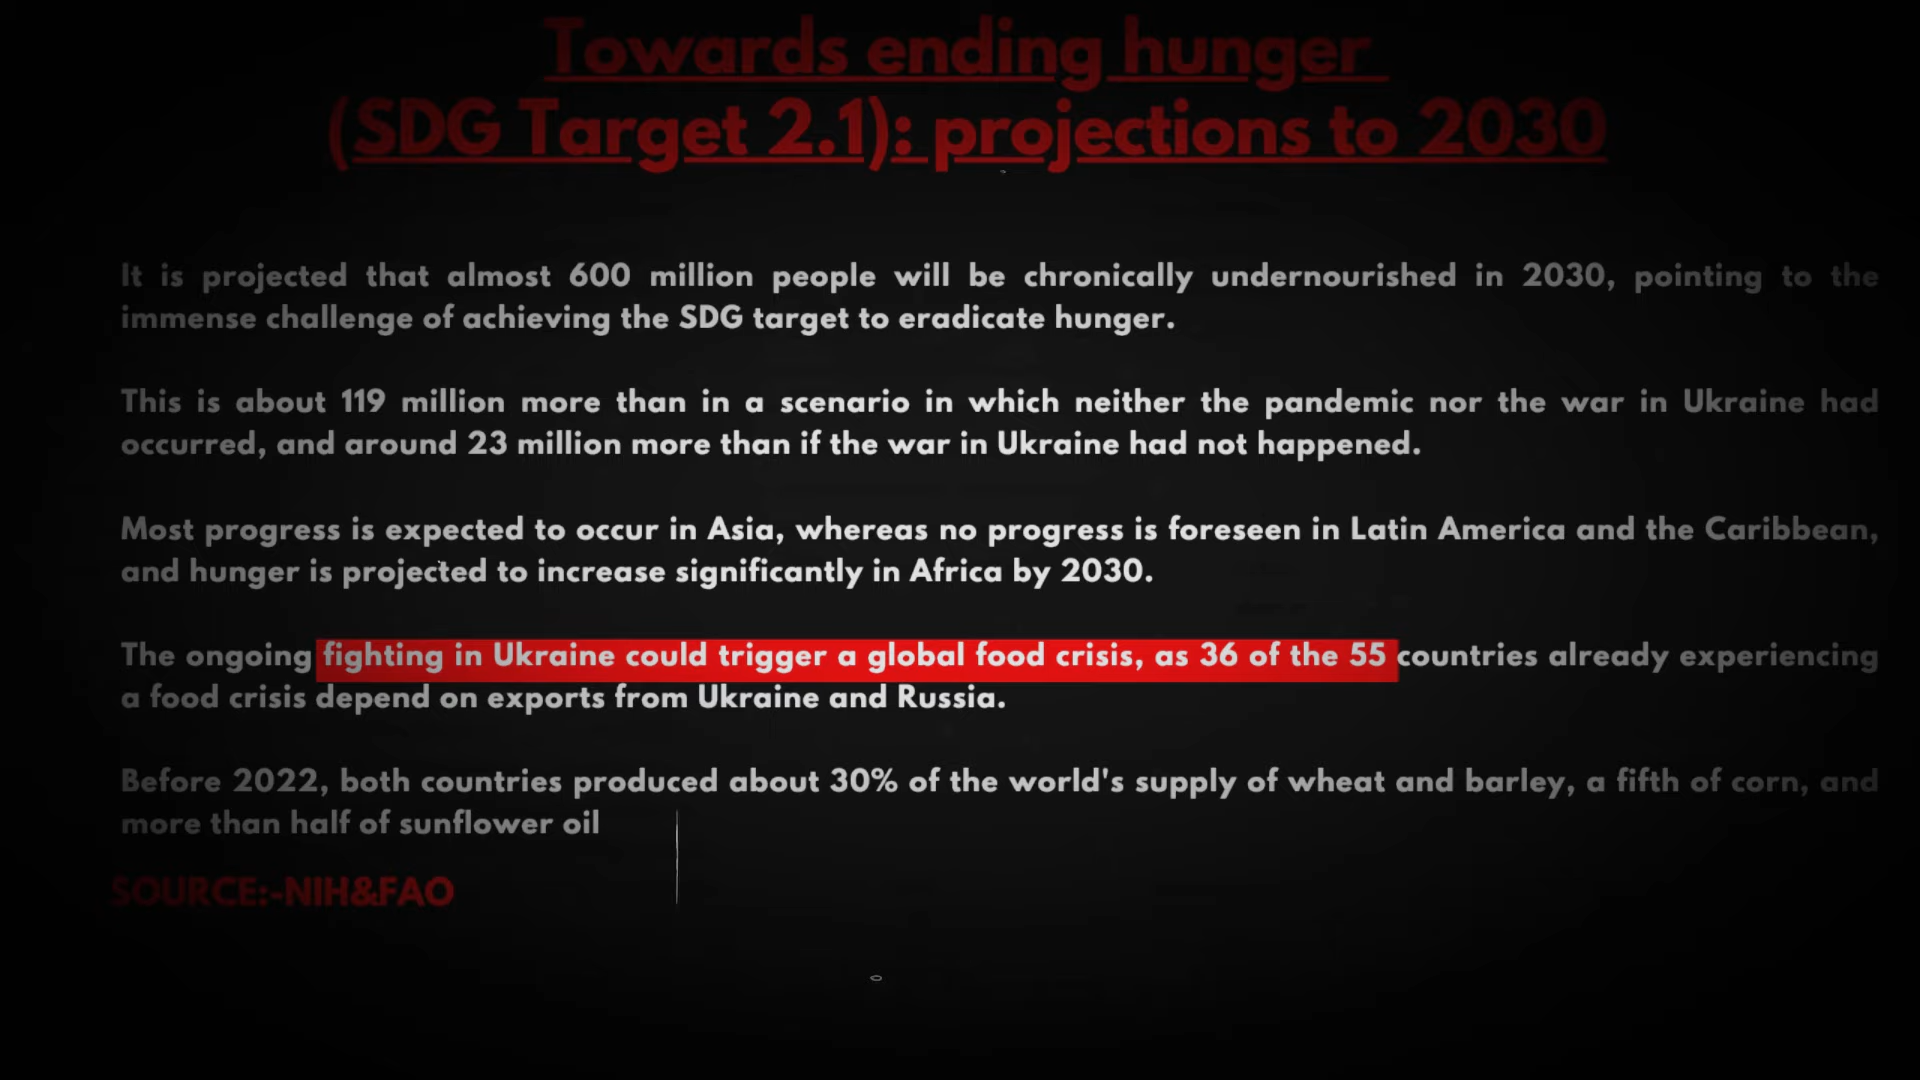 Towards ending hunger
(SDG Target 2.1): projections to 2030
It is projected that almost 600 million people will be chronically undernourished in 2030, pointing to the
immense challenge of achieving the SDG target to eradicate hunger.
This is about 119 million more than in a scenario in which neither the pandemic nor the war in Ukraine had
occurred, and around 23 million more than if the war in Ukraine had not happened.
Most progress is expected to occur in Asia, whereas no progress is foreseen in Latin America and the Caribbean,
and hunger is projected to increase significantly in Africa by 2030.
The ongoing fighting in Ukraine could trigger a global food crisis, as 36 of the 55 countries already experiencing
a food crisis depend on exports from Ukraine and Russia.
Before 2022, both countries produced about 30% of the world's supply of wheat and barley, a fifth of corn, and
more than half of sunflower oil
SOURCE:-NIH&FAO